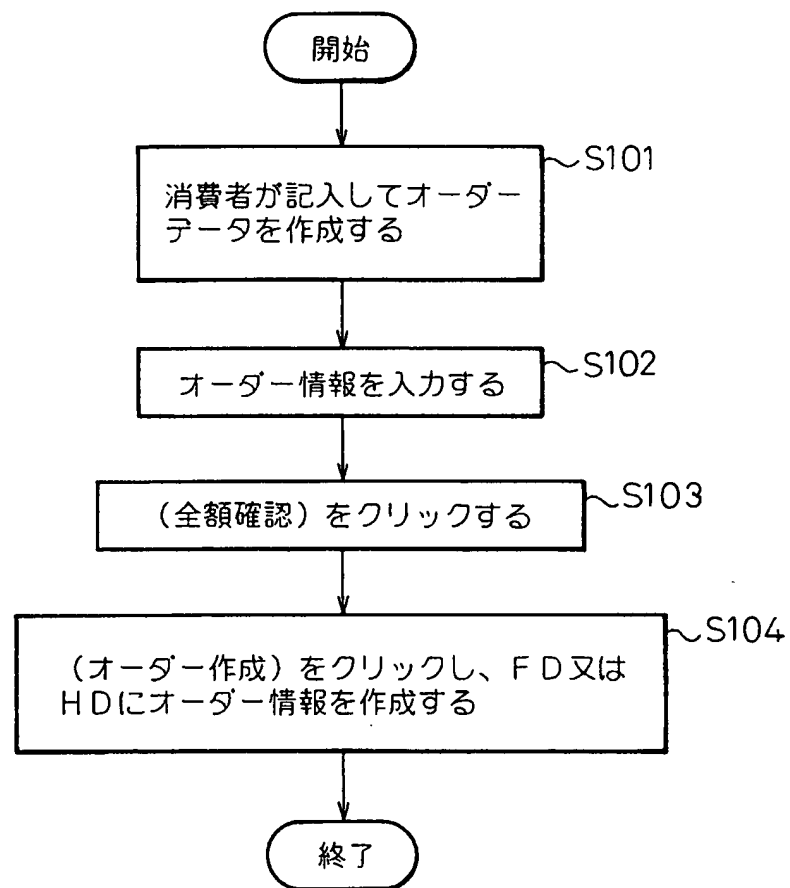 開始
消費者が記入してオーダー
データを作成する
S101
オーダー情報を入力する
S102
（全額確認）をクリックする
S103
（オーダー作成）をクリックし、ＦＤ又は
ＨＤにオーダー情報を作成する
S104
終了